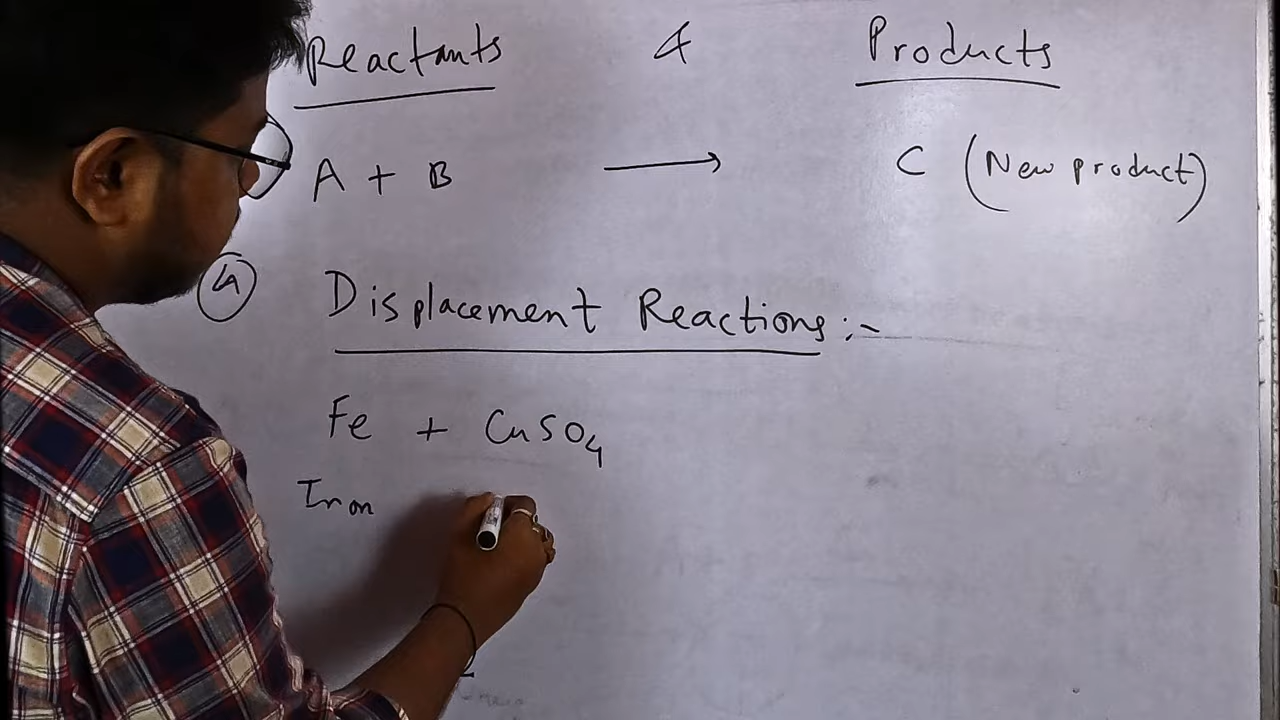 Reactants & Products
A + B → C (New product)
(4) Displacement Reactions :-
Fe + CuSO4
Iron